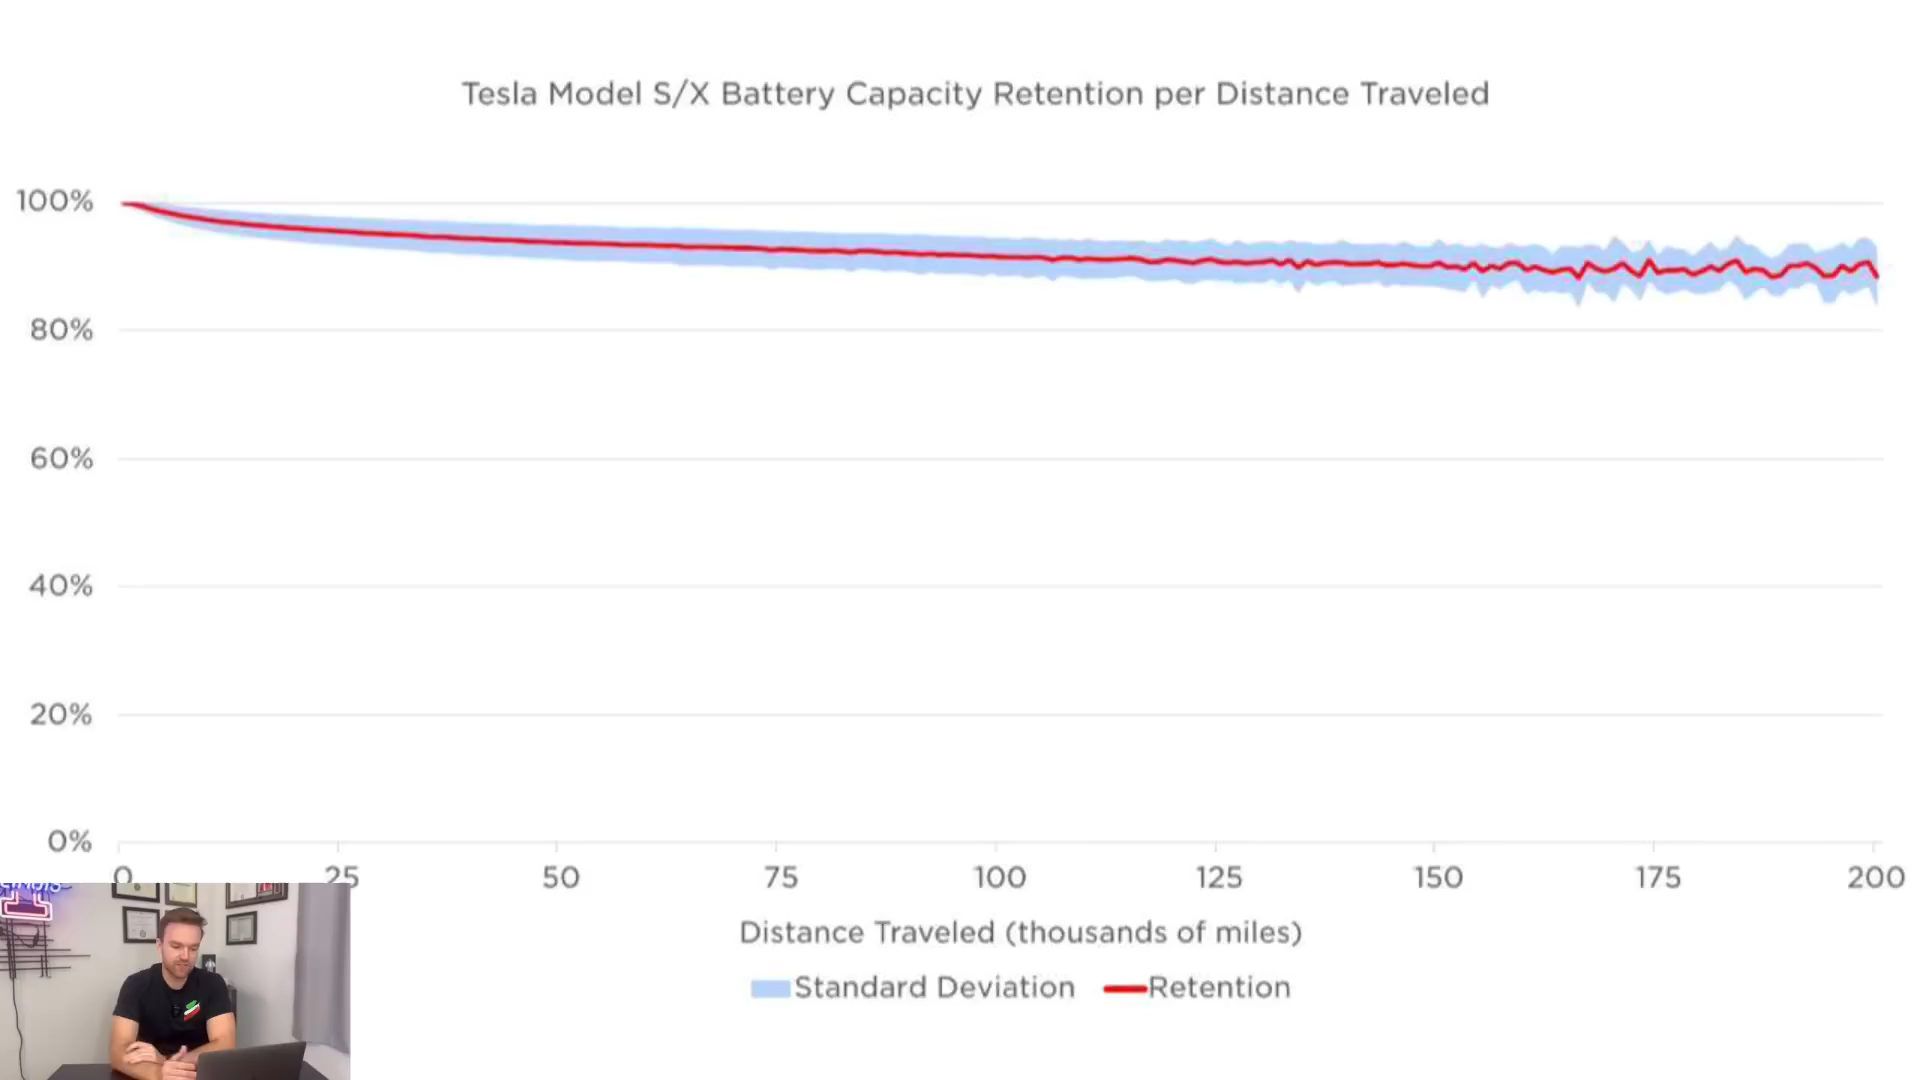 Tesla Model S/X Battery Capacity Retention per Distance Traveled
100%
80%
60%
40%
20%
0%
0 25 50 75 100 125 150 175 200
Distance Traveled (thousands of miles)
Standard Deviation Retention